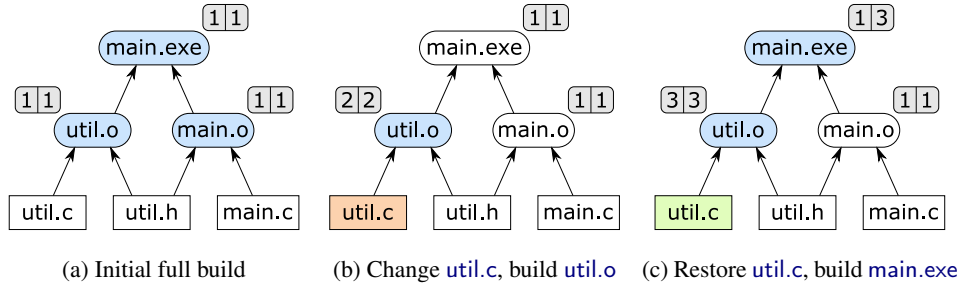 1 1
main.exe
1 1
1 1
util.o
main.o
util.c
util.h
main.c
(a) Initial full build
1 1
main.exe
2 2
1 1
util.o
main.o
util.c
util.h
main.c
(b) Change util.c, build util.o
1 3
main.exe
3 3
1 1
util.o
main.o
util.c
util.h
main.c
(c) Restore util.c, build main.exe